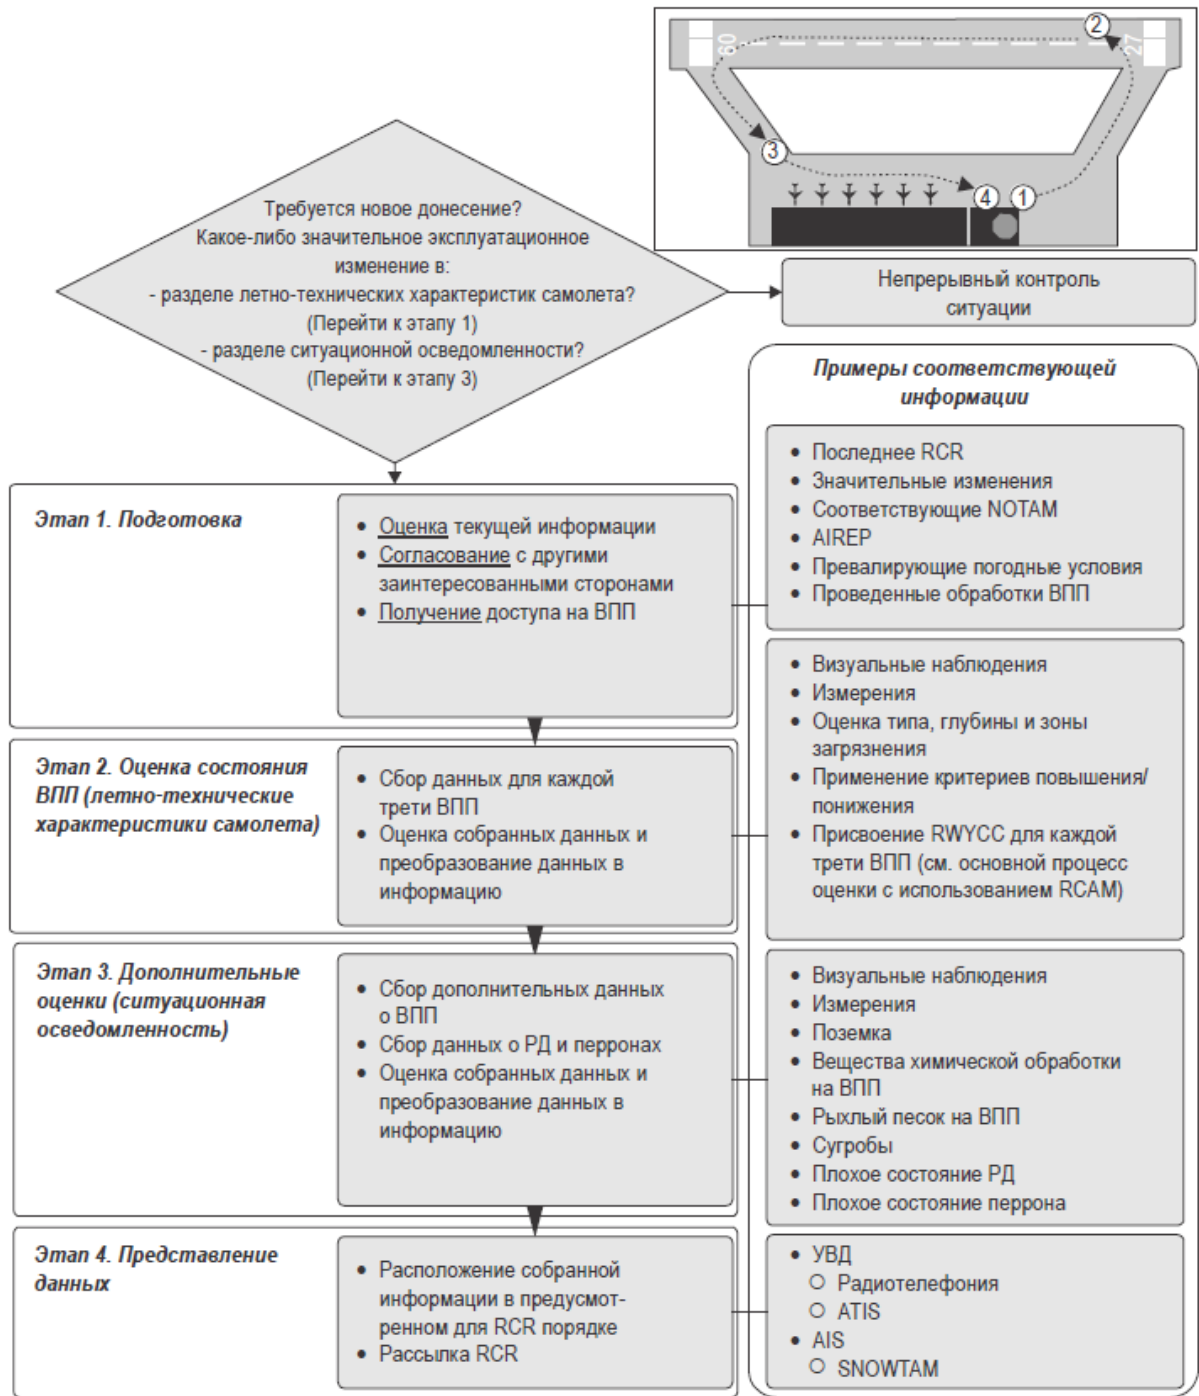 2
09
27
3
4
1
Требуется новое донесение?
Какое-либо значительное эксплуатационное
изменение в:
- разделе летно-технических характеристик самолета?
(Перейти к этапу 1)
- разделе ситуационной осведомленности?
(Перейти к этапу 3)
Непрерывный контроль
ситуации
Примеры соответствующей
информации
Этап 1. Подготовка
• Оценка текущей информации
• Согласование с другими
заинтересованными сторонами
• Получение доступа на ВПП
• Последнее RCR
• Значительные изменения
• Соответствующие NOTAM
• AIREP
• Превалирующие погодные условия
• Проведенные обработки ВПП
Этап 2. Оценка состояния
ВПП (летно-технические
характеристики самолета)
• Сбор данных для каждой
трети ВПП
• Оценка собранных данных и
преобразование данных в
информацию
• Визуальные наблюдения
• Измерения
• Оценка типа, глубины и зоны
загрязнения
• Применение критериев повышения/
понижения
• Присвоение RWYCC для каждой
трети ВПП (см. основной процесс
оценки с использованием RCAM)
Этап 3. Дополнительные
оценки (ситуационная
осведомленность)
• Сбор дополнительных данных
о ВПП
• Сбор данных о РД и перронах
• Оценка собранных данных и
преобразование данных в
информацию
• Визуальные наблюдения
• Измерения
• Поземка
• Вещества химической обработки
на ВПП
• Рыхлый песок на ВПП
• Сугробы
• Плохое состояние РД
• Плохое состояние перрона
Этап 4. Представление
данных
• Расположение собранной
информации в предусмот-
ренном для RCR порядке
• Рассылка RCR
• УВД
○ Радиотелефония
○ ATIS
• AIS
○ SNOWTAM